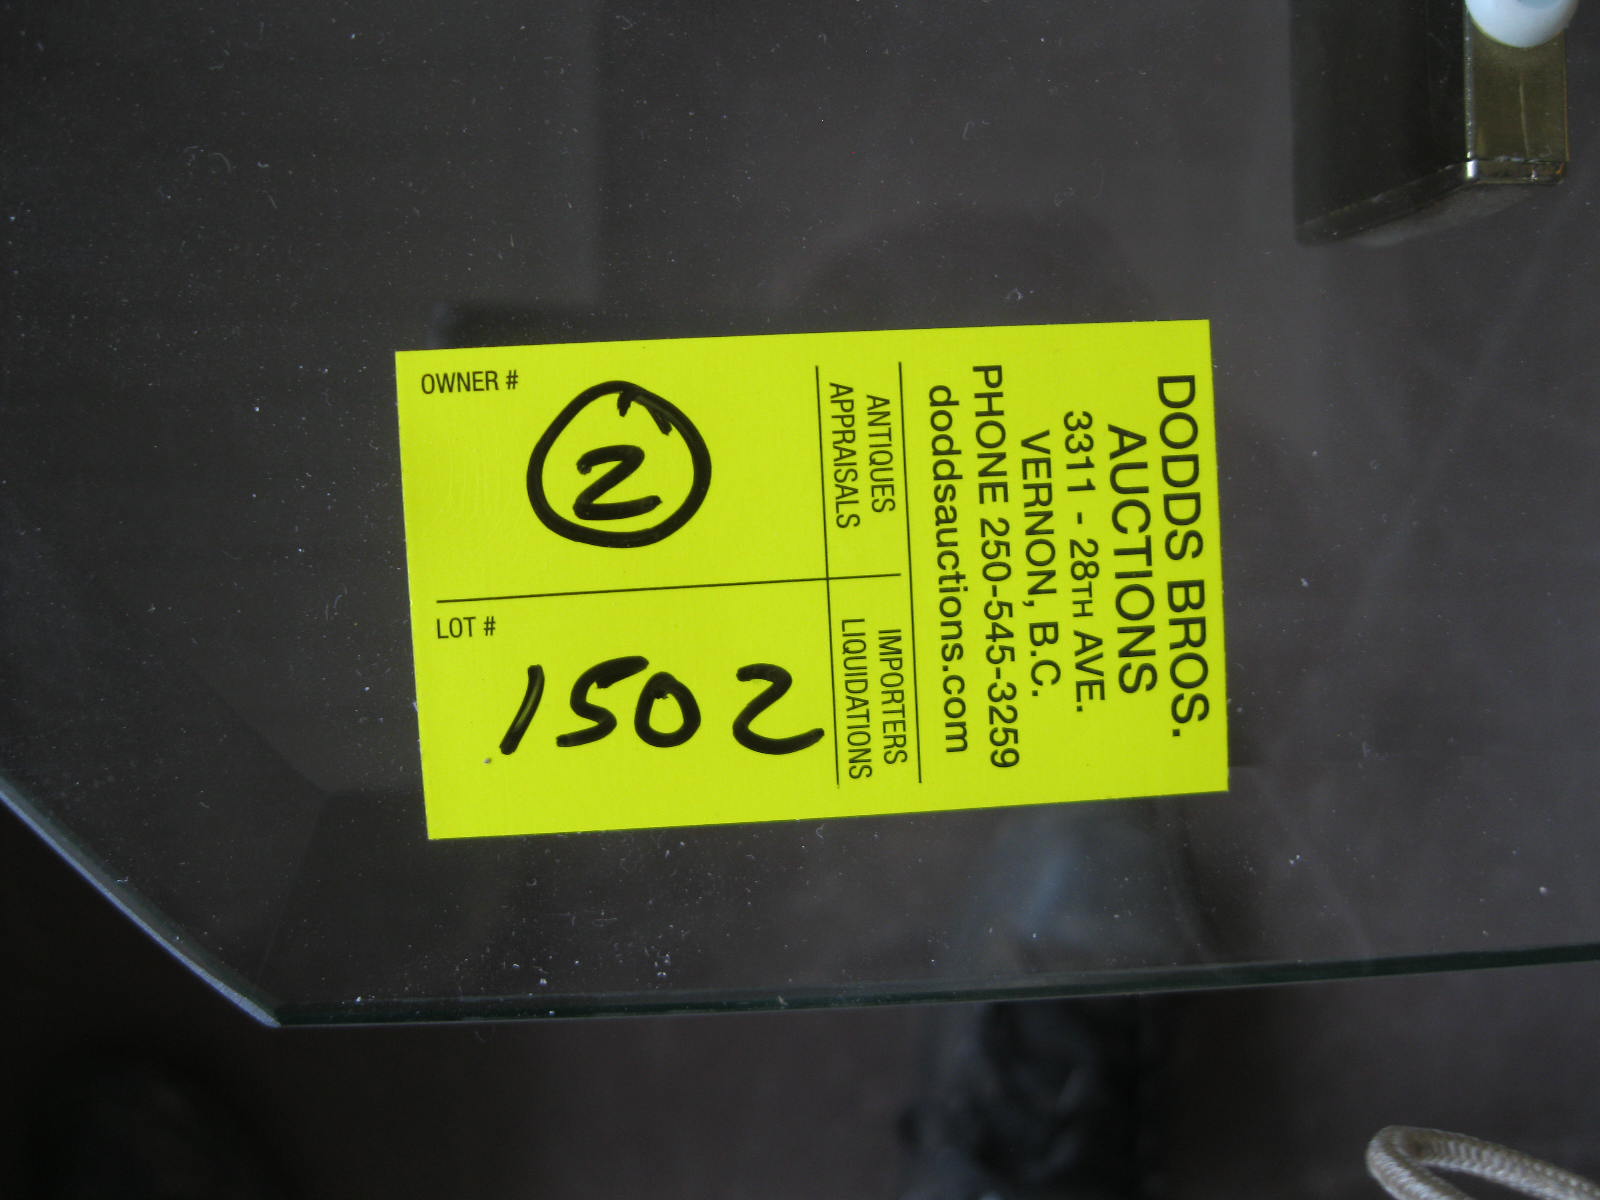 DODDS BROS.
AUCTIONS
3311 - 28TH AVE.
VERNON, B.C.
PHONE 250-545-3259
doddsauctions.com
ANTIQUES
APPRAISALS
IMPORTERS
LIQUIDATIONS
OWNER #
2
LOT #
1502